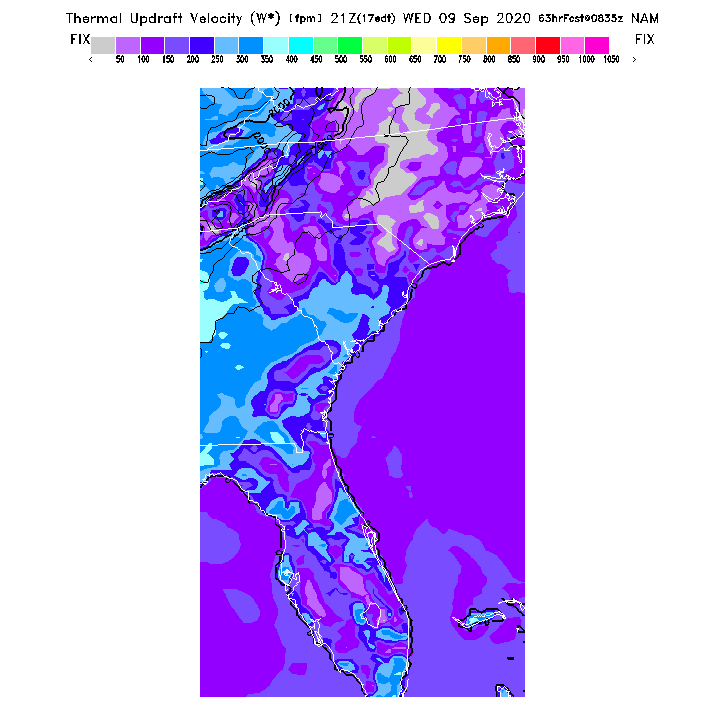 Thermal Updraft Velocity (W*) [fpm] 21Z(17edt) WED 09 Sep 2020 63hrFcst@0835z NAM
FIX FIX
< 50 100 150 200 250 300 350 400 450 500 550 600 650 700 750 800 850 900 950 1000 1050 >
2000